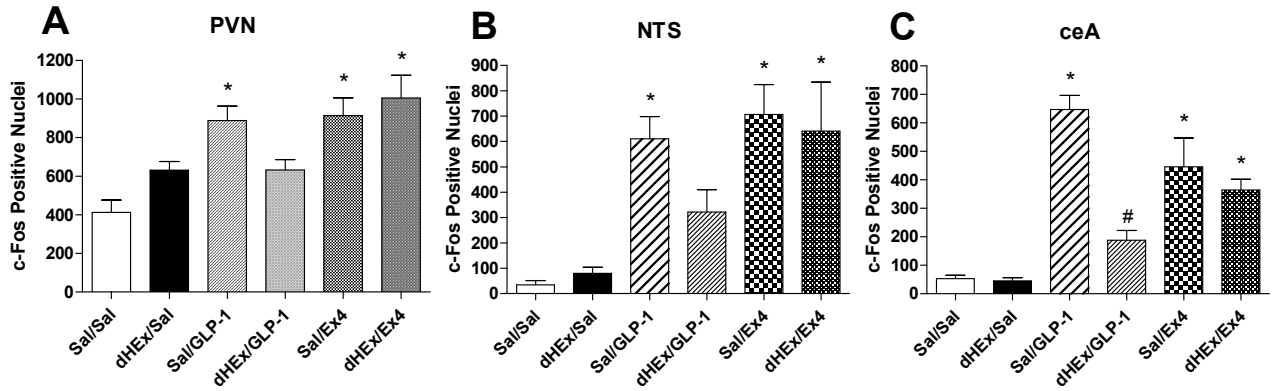 A
PVN
c-Fos Positive Nuclei
1200
1000
800
600
400
200
0
*
*
*
Sal/Sal
dHEx/Sal
Sal/GLP-1
dHEx/GLP-1
Sal/Ex4
dHEx/Ex4
B
NTS
c-Fos Positive Nuclei
900
800
700
600
500
400
300
200
100
0
*
*
*
Sal/Sal
dHEx/Sal
Sal/GLP-1
dHEx/GLP-1
Sal/Ex4
dHEx/Ex4
C
ceA
c-Fos Positive Nuclei
800
700
600
500
400
300
200
100
0
*
#
*
*
Sal/Sal
dHEx/Sal
Sal/GLP-1
dHEx/GLP-1
Sal/Ex4
dHEx/Ex4